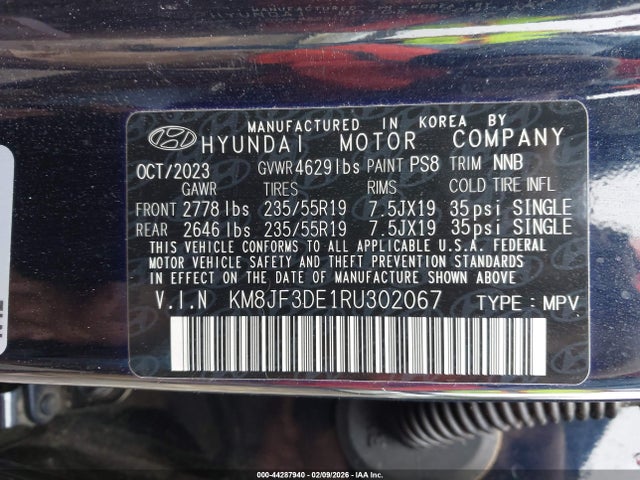 MANUFACTURED IN KOREA BY
HYUNDAI MOTOR COMPANY
OCT/2023 GVWR 4629 lbs PAINT PS8 TRIM NNB
GAWR TIRES RIMS COLD TIRE INFL
FRONT 2778 lbs 235/55R19 7.5JX19 35psi SINGLE
REAR 2646 lbs 235/55R19 7.5JX19 35psi SINGLE
THIS VEHICLE CONFORMS TO ALL APPLICABLE U.S.A. FEDERAL
MOTOR VEHICLE SAFETY AND THEFT PREVENTION STANDARDS
IN EFFECT ON THE DATE OF MANUFACTURE SHOWN ABOVE.
V.I.N KM8JF3DE1RU302067 TYPE : MPV
000-44287940 - 02/09/2026 - IAA Inc.